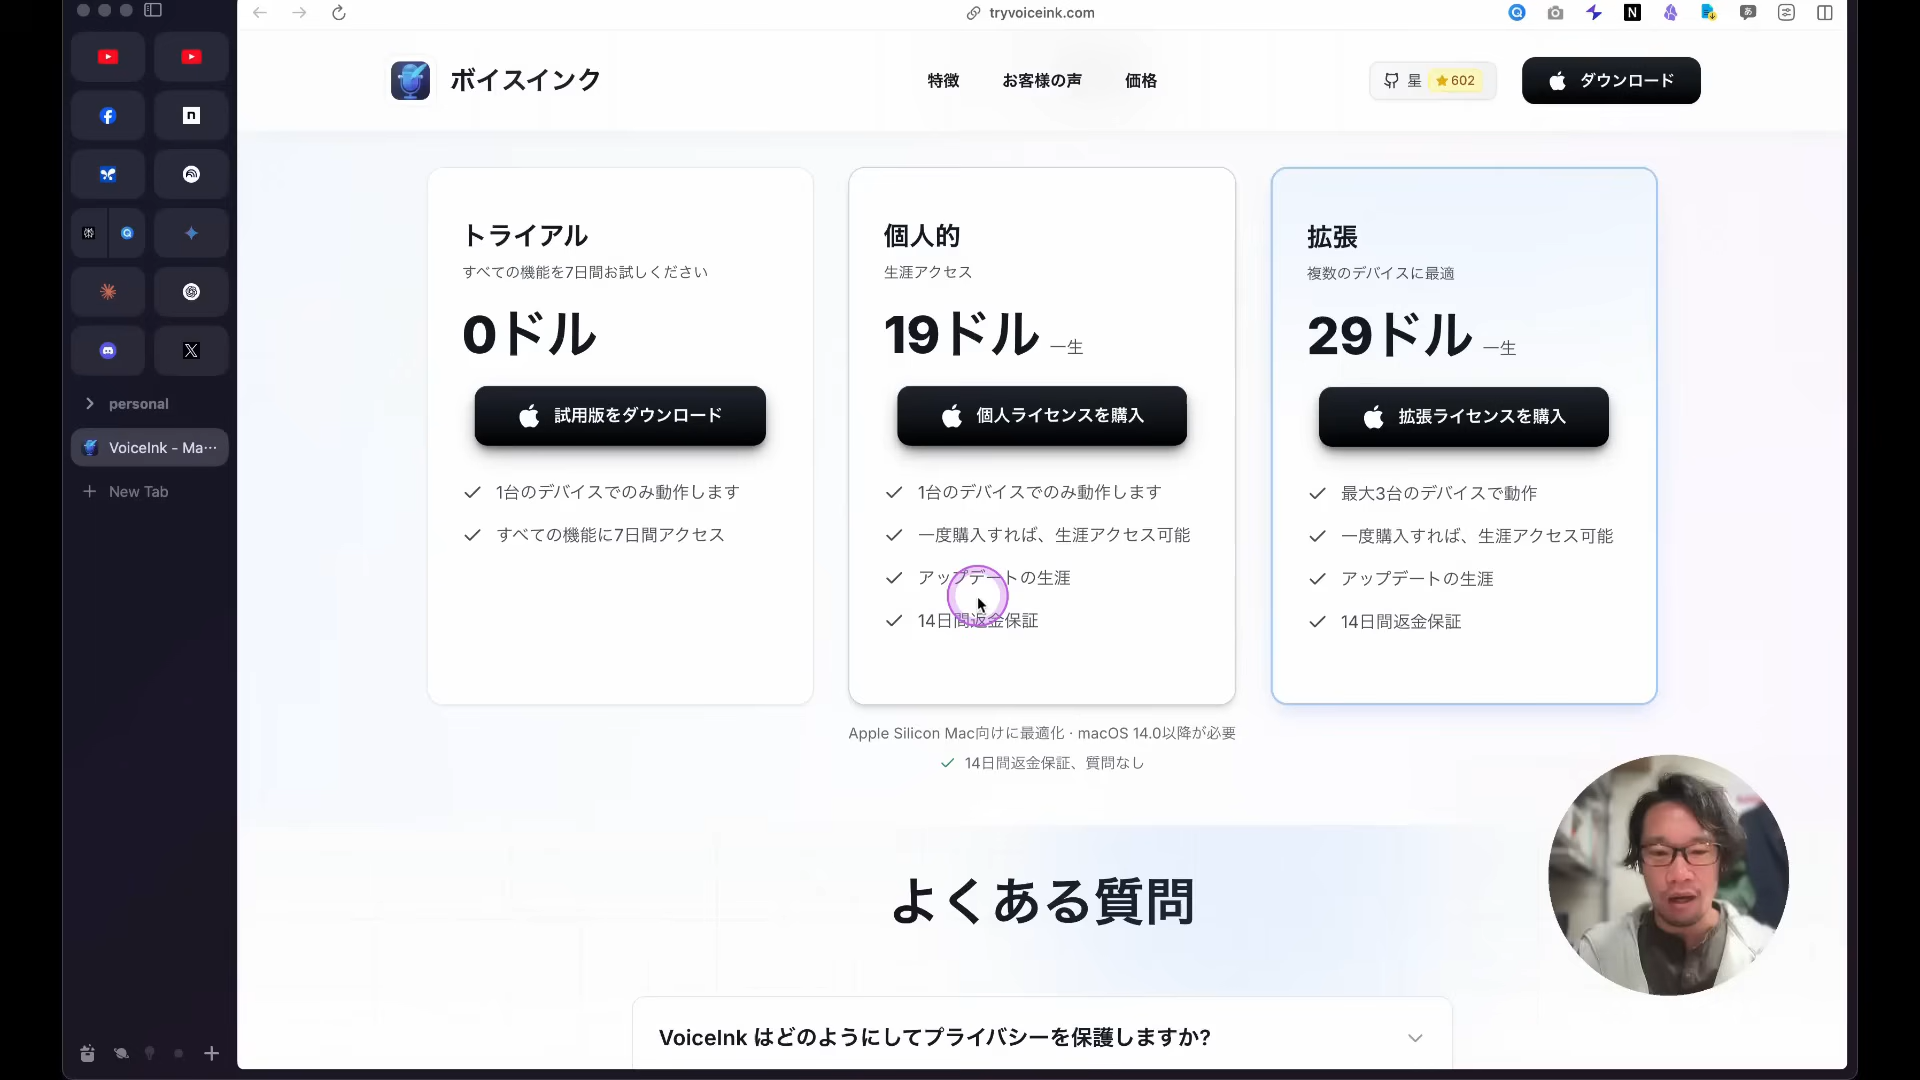 tryvoiceink.com
ボイスインク
特徴
お客様の声
価格
星
602
ダウンロード
personal
VoiceInk - Ma…
New Tab
トライアル
すべての機能を7日間お試しください
0ドル
試用版をダウンロード
1台のデバイスでのみ動作します
すべての機能に7日間アクセス
個人的
生涯アクセス
19ドル 一生
個人ライセンスを購入
1台のデバイスでのみ動作します
一度購入すれば、生涯アクセス可能
アップデートの生涯
14日間返金保証
拡張
複数のデバイスに最適
29ドル 一生
拡張ライセンスを購入
最大3台のデバイスで動作
一度購入すれば、生涯アクセス可能
アップデートの生涯
14日間返金保証
Apple Silicon Mac向けに最適化 · macOS 14.0以降が必要
14日間返金保証、質問なし
よくある質問
VoiceInk はどのようにしてプライバシーを保護しますか?